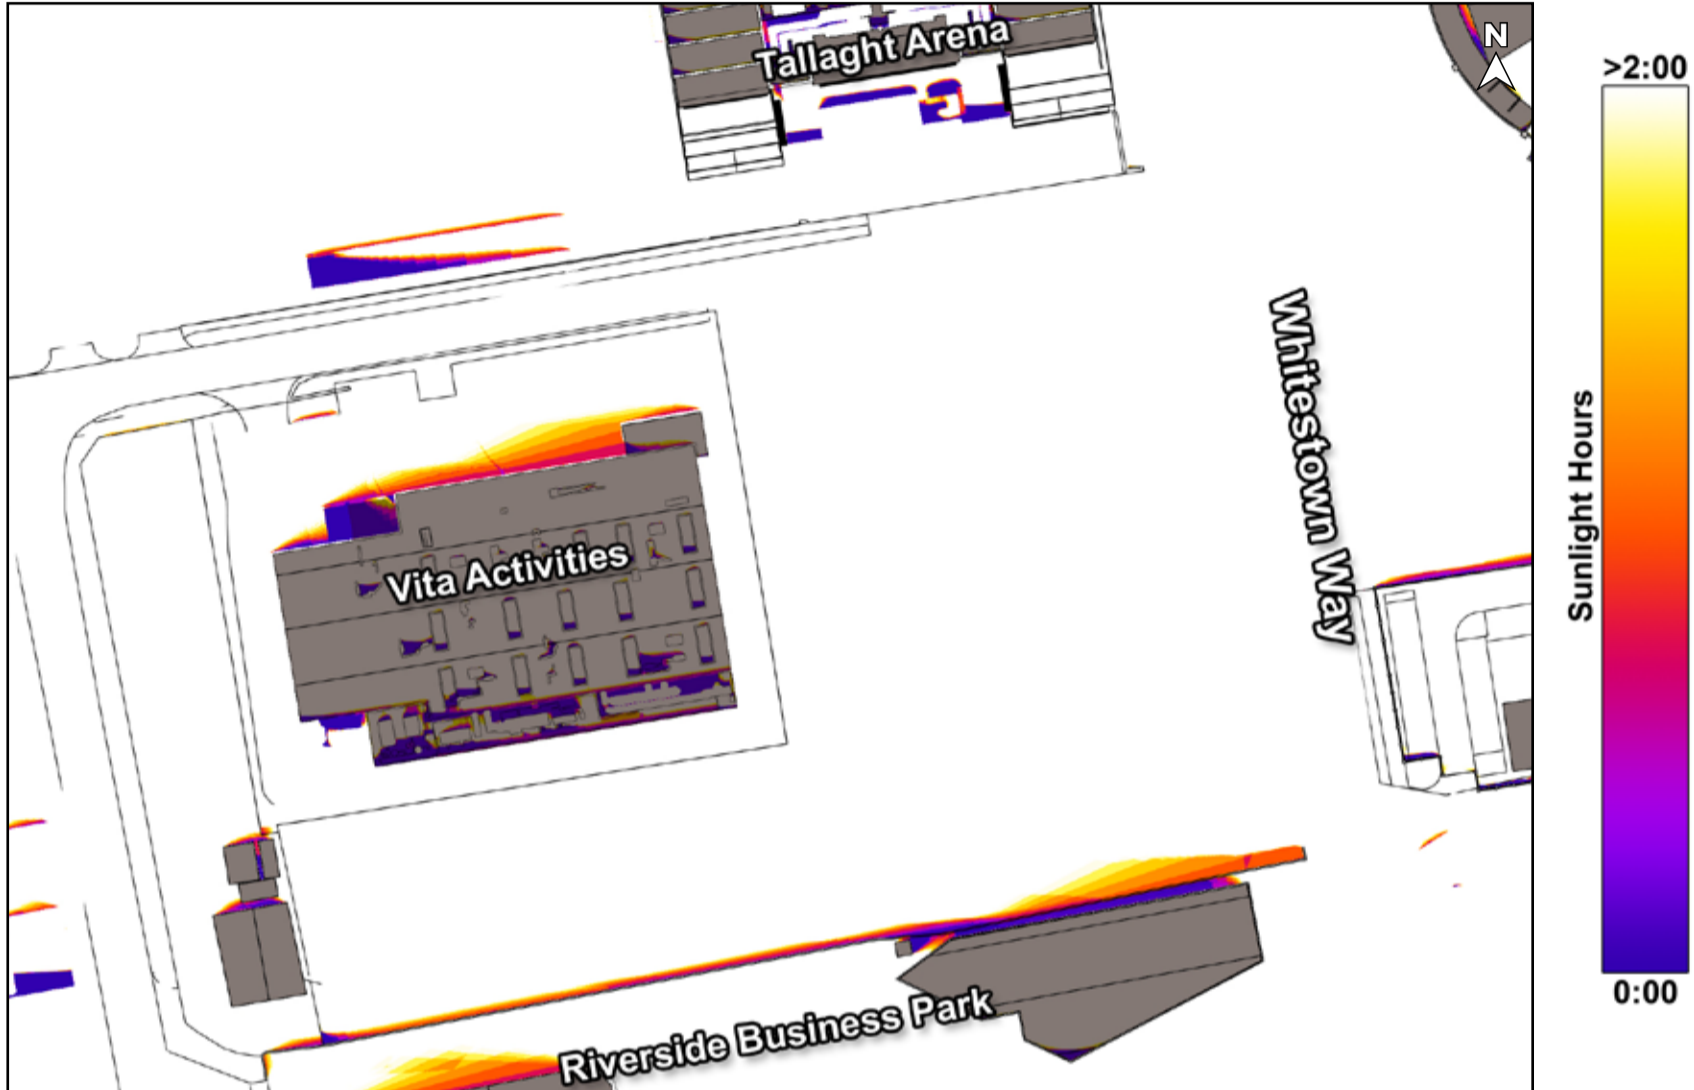 Tallaght Arena
N
>2:00
Whitestown Way
Sunlight Hours
Vita Activities
Riverside Business Park
0:00